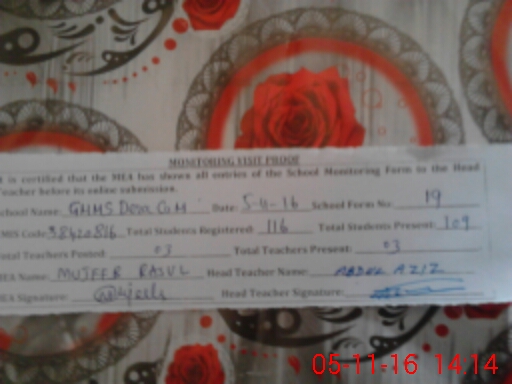 MONITORING VISIT PROOF
It is certified that the MEA has shown all entries of the School Monitoring Form to the Head
Teacher before its online submission.
School Name: GHMS Date: 5-11-16 School Form No: 19
EMIS Code: 38420816 Total Students Registered: 116 Total Students Present: 109
Total Teachers Posted: 03 Total Teachers Present: 03
MEA Name: RASUL Head Teacher Name: ABDUL AZIZ
MEA Signature: Head Teacher Signature:
05-11-16 14:14